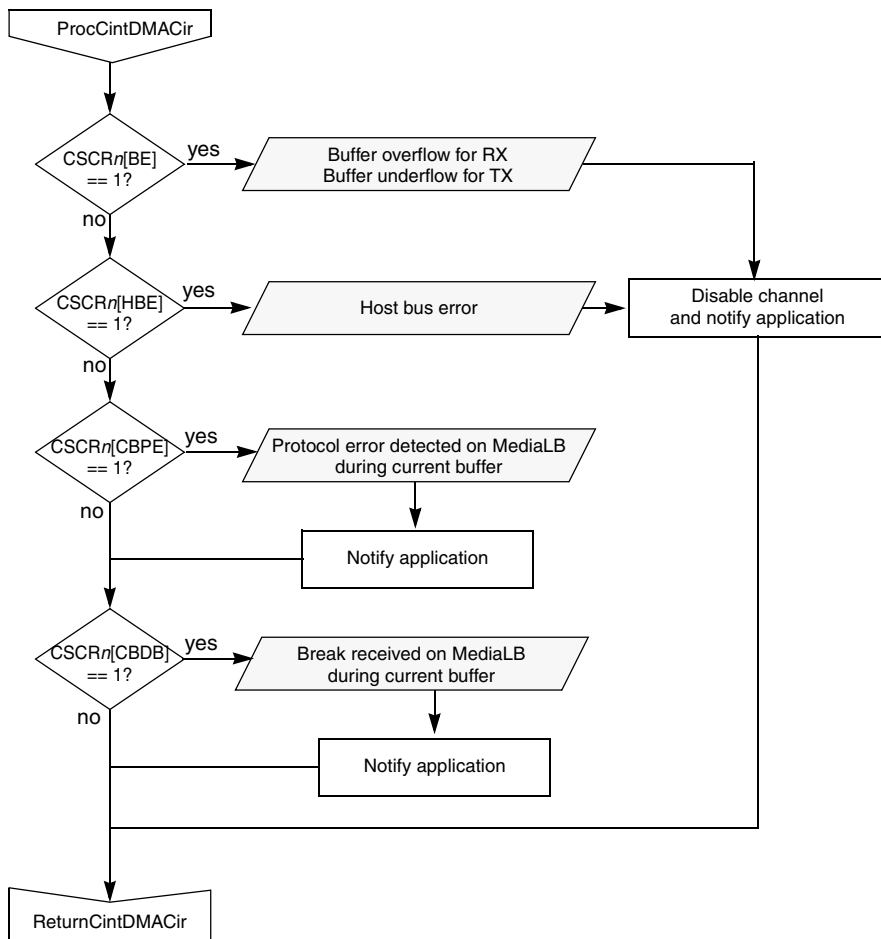 ProcCintDMACir
CSCRn[BE]
== 1?
yes
Buffer overflow for RX
Buffer underflow for TX
no
CSCRn[HBE]
== 1?
yes
Host bus error
Disable channel
and notify application
no
CSCRn[CBPE]
== 1?
yes
Protocol error detected on MediaLB
during current buffer
no
Notify application
CSCRn[CBDB]
== 1?
yes
Break received on MediaLB
during current buffer
no
Notify application
ReturnCintDMACir